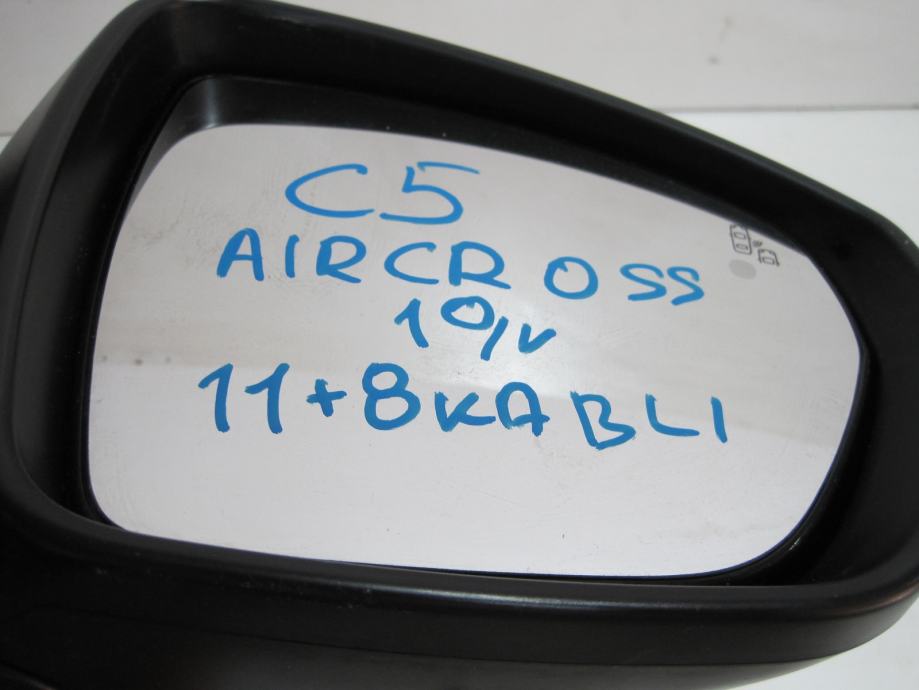 C5
AIRCROSS
10/V
11+8KABLI